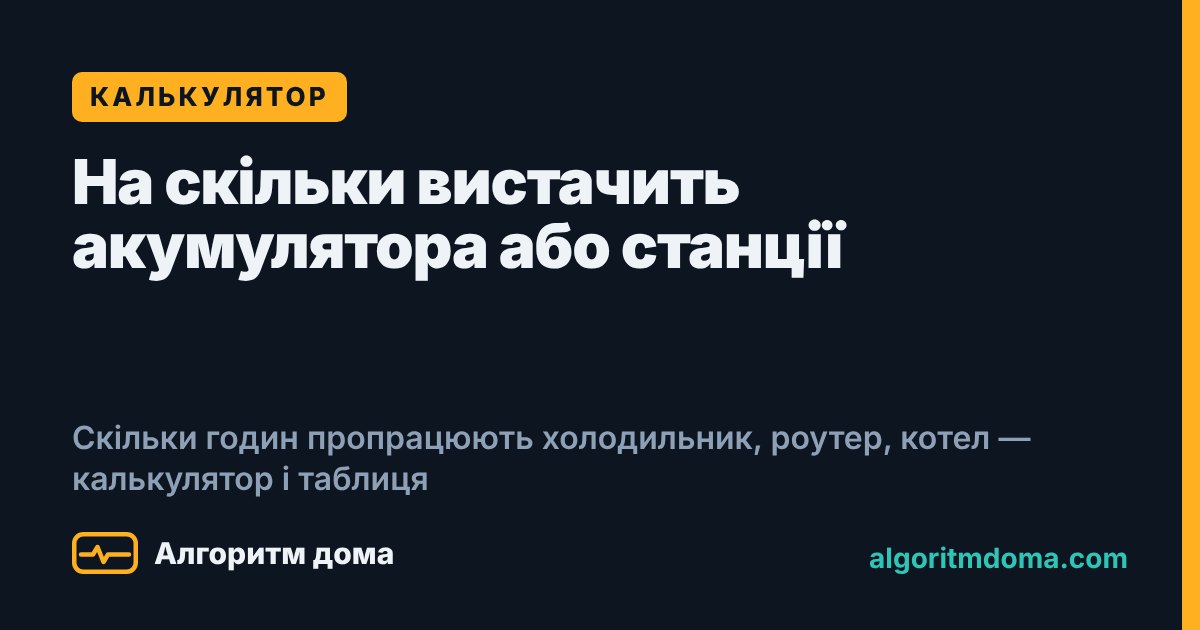 КАЛЬКУЛЯТОР
На скільки вистачить
акумулятора або станції
Скільки годин пропрацюють холодильник, роутер, котел —
калькулятор і таблиця
Алгоритм дома
algoritmdoma.com